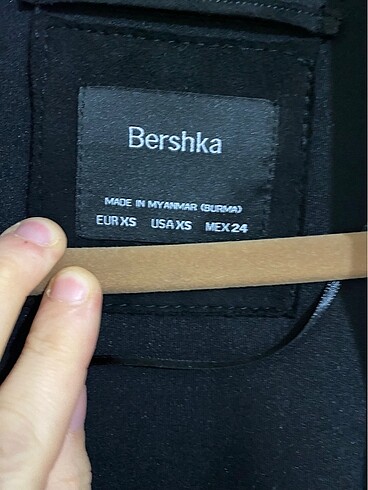 Bershka
MADE IN MYANMAR (BURMA)
EUR XS USA XS MEX 24